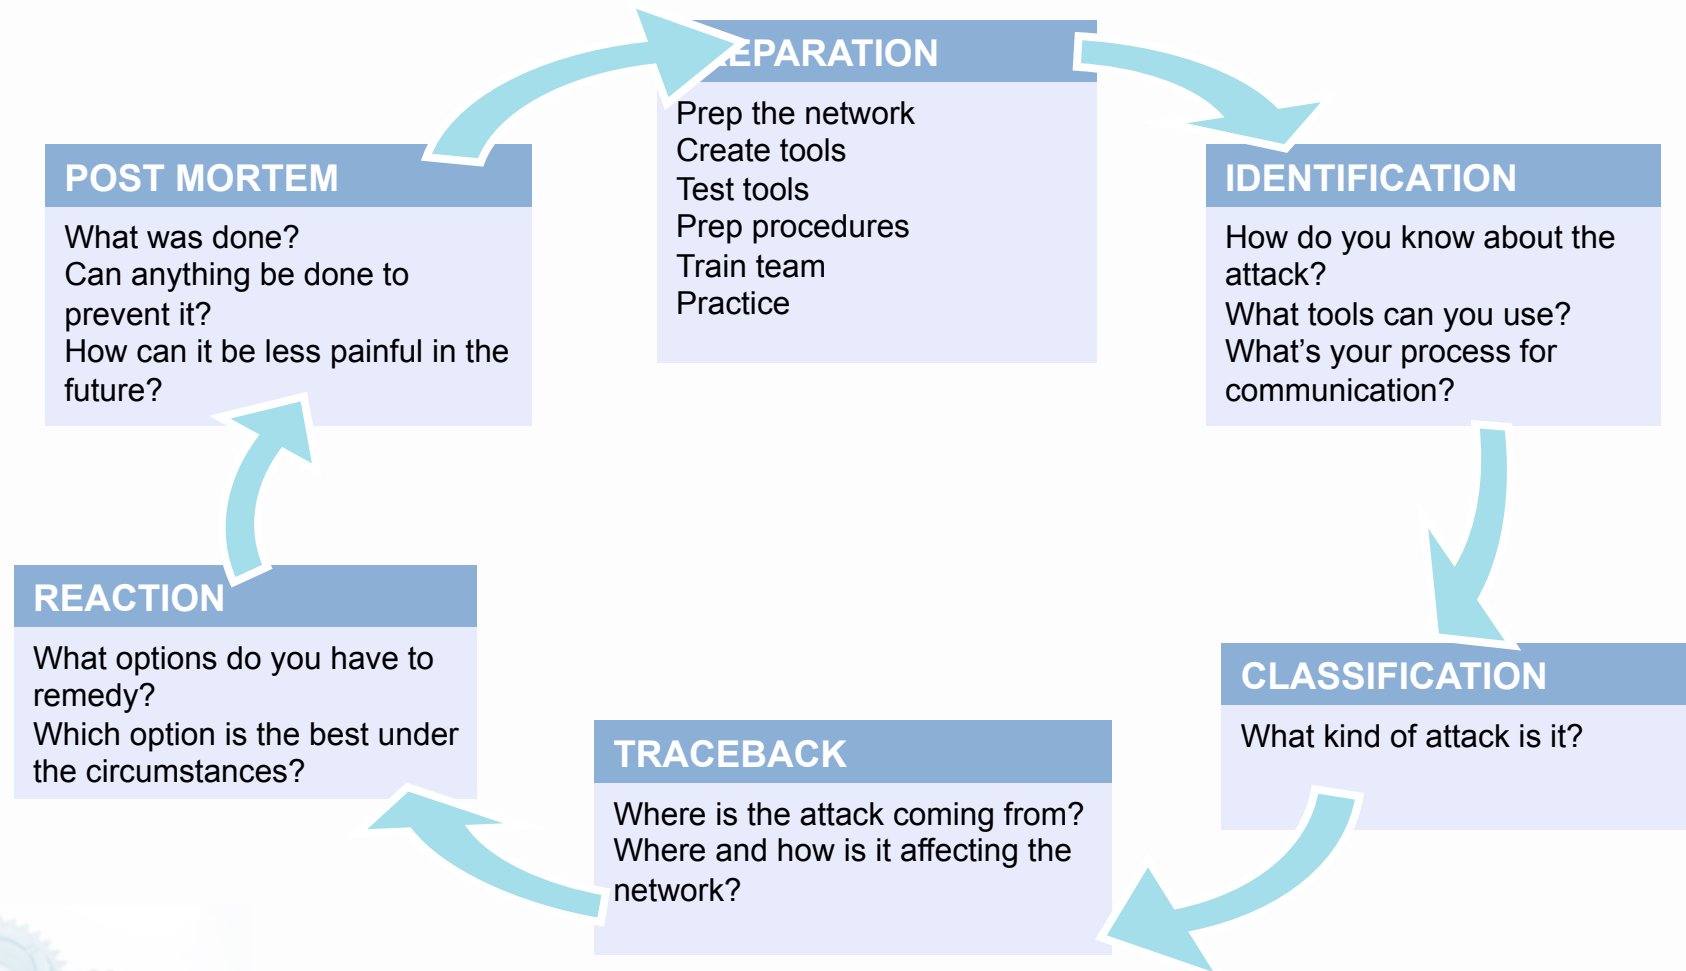 EPARATION
Prep the network
Create tools
Test tools
Prep procedures
Train team
Practice
IDENTIFICATION
How do you know about the
attack?
What tools can you use?
What’s your process for
communication?
CLASSIFICATION
What kind of attack is it?
TRACEBACK
Where is the attack coming from?
Where and how is it affecting the
network?
REACTION
What options do you have to
remedy?
Which option is the best under
the circumstances?
POST MORTEM
What was done?
Can anything be done to
prevent it?
How can it be less painful in the
future?